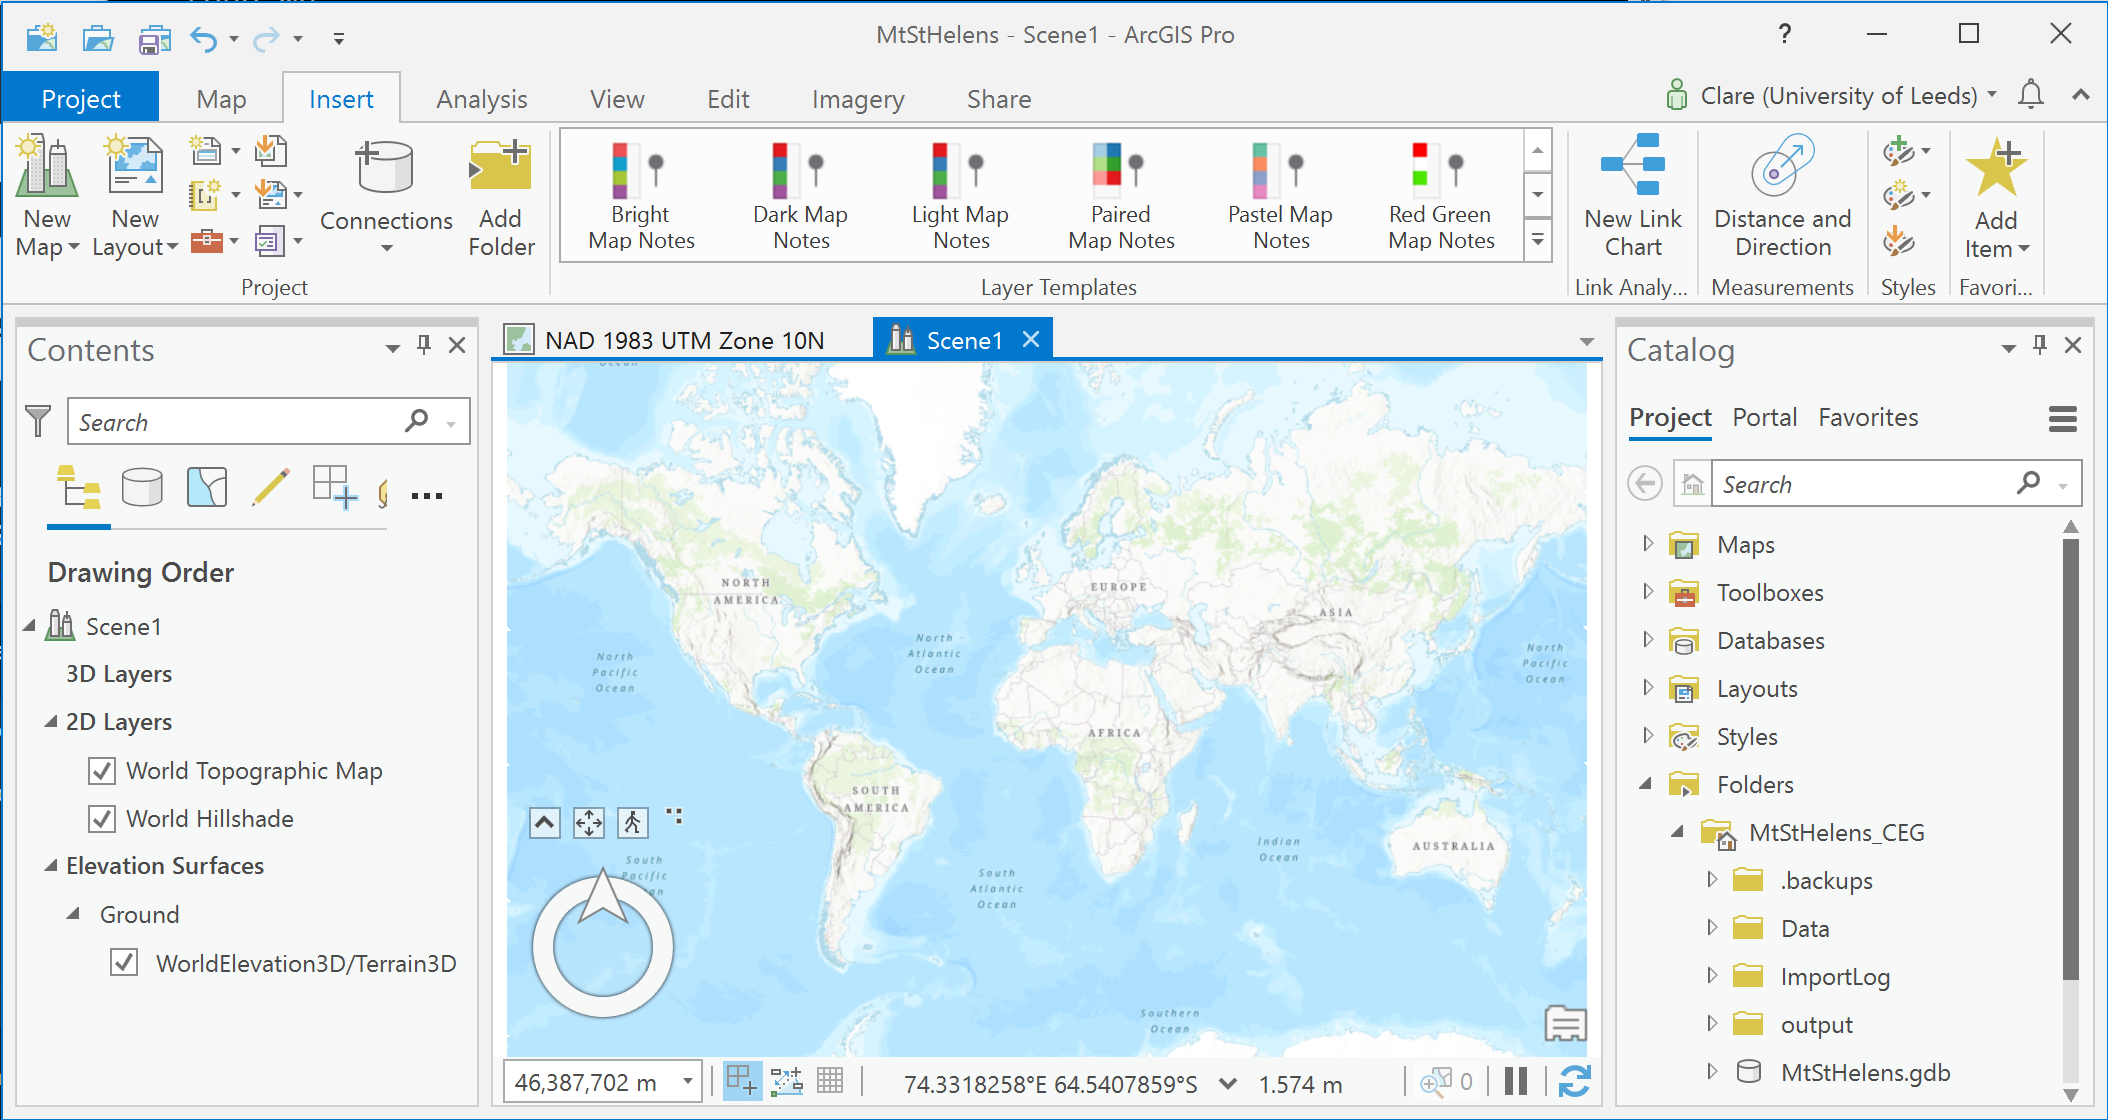 MtStHelens - Scene1 - ArcGIS Pro
?
Project
Map
Insert
Analysis
View
Edit
Imagery
Share
Clare (University of Leeds)
New
Map
New
Layout
Connections
Add
Folder
Project
Bright
Map Notes
Dark Map
Notes
Light Map
Notes
Paired
Map Notes
Pastel Map
Notes
Red Green
Map Notes
Layer Templates
New Link
Chart
Link Analy...
Distance and
Direction
Measurements
Styles
Add
Item
Favori...
Contents
Search
Drawing Order
Scene1
3D Layers
2D Layers
World Topographic Map
World Hillshade
Elevation Surfaces
Ground
WorldElevation3D/Terrain3D
NAD 1983 UTM Zone 10N
Scene1
Ocean
NORTH
AMERICA
EUROPE
ASIA
North
Atlantic
Ocean
North
Pacific
Ocean
North
Pacific
Ocean
AFRICA
SOUTH
AMERICA
Indian
Ocean
AUSTRALIA
South
Pacific
South
Atlantic
Ocean
Southern
Ocean
46,387,702 m
74.3318258°E 64.5407859°S
1.574 m
0
Catalog
Project
Portal
Favorites
Search
Maps
Toolboxes
Databases
Layouts
Styles
Folders
MtStHelens_CEG
.backups
Data
ImportLog
output
MtStHelens.gdb